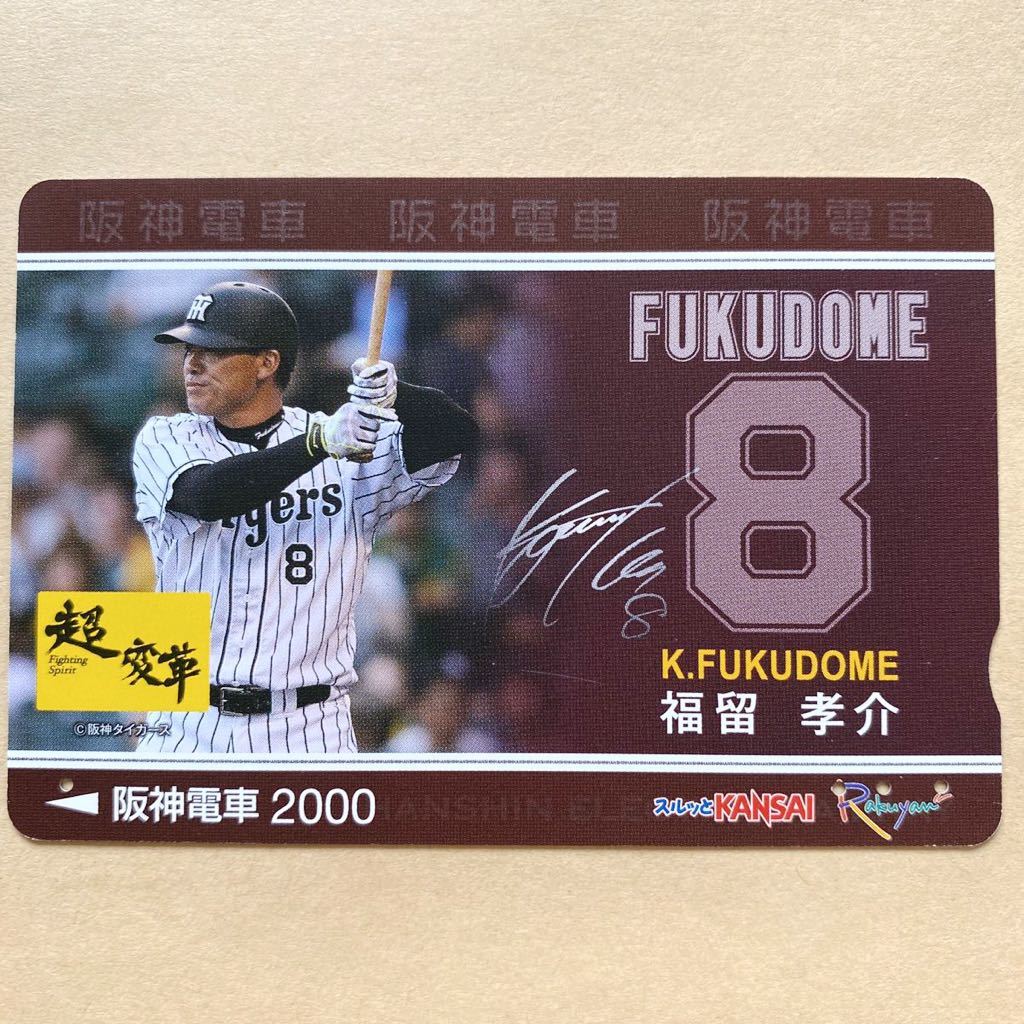 阪神電車 阪神電車 阪神電車
FUKUDOME
8
gers
8
8
超変革
Fighting
Spirit
K.FUKUDOME
福留 孝介
©阪神タイガース
阪神電車 2000
スルッとKANSAI
Rakuyan